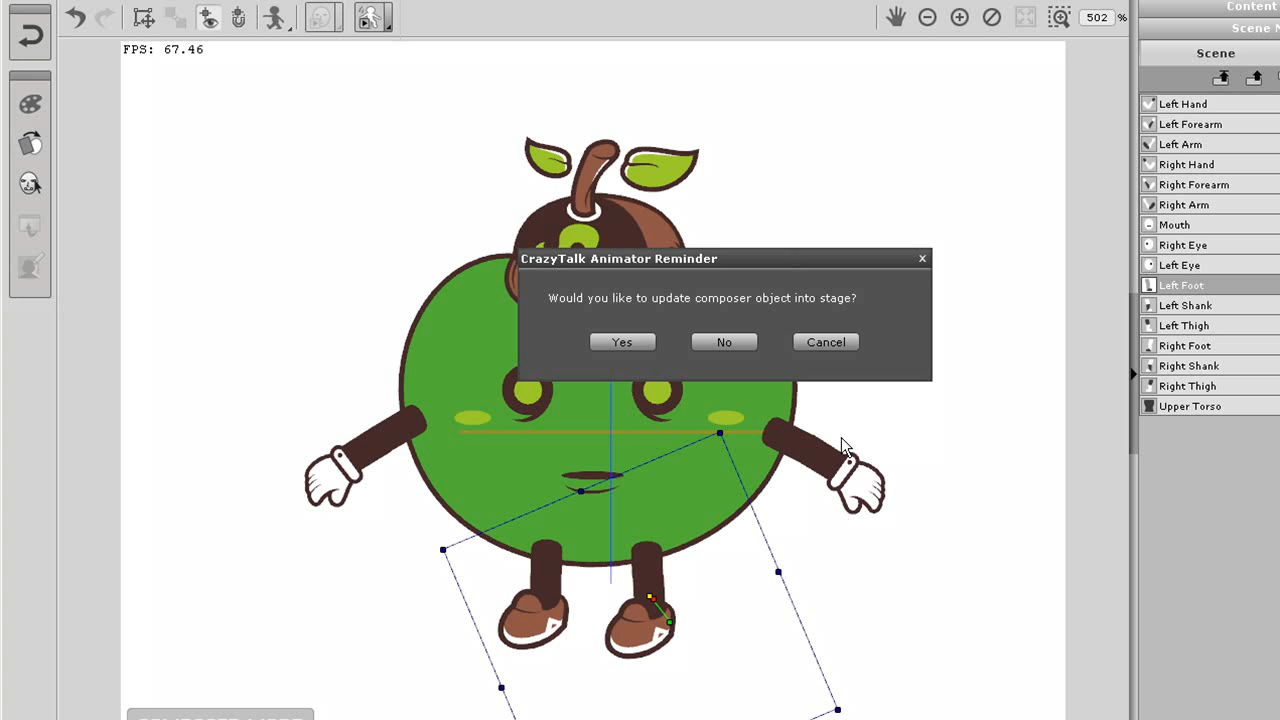 Content
Scene
502 %
FPS: 67.46
Scene
Left Hand
Left Forearm
Left Arm
Right Hand
Right Forearm
Right Arm
Mouth
Right Eye
Left Eye
Left Foot
Left Shank
Left Thigh
Right Foot
Right Shank
Right Thigh
Upper Torso
CrazyTalk Animator Reminder
Would you like to update composer object into stage?
Yes
No
Cancel